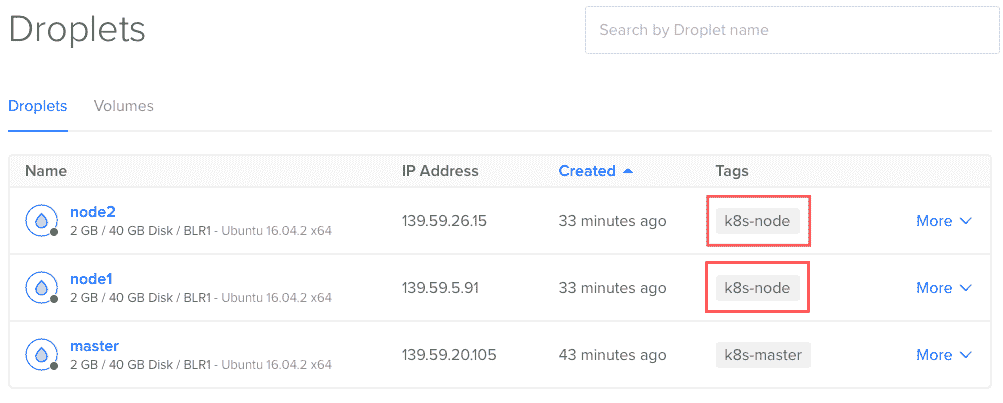 Droplets
Search by Droplet name
Droplets Volumes
Name IP Address Created Tags
node2
2 GB / 40 GB Disk / BLR1 - Ubuntu 16.04.2 x64
139.59.26.15 33 minutes ago k8s-node More
node1
2 GB / 40 GB Disk / BLR1 - Ubuntu 16.04.2 x64
139.59.5.91 33 minutes ago k8s-node More
master
2 GB / 40 GB Disk / BLR1 - Ubuntu 16.04.2 x64
139.59.20.105 43 minutes ago k8s-master More